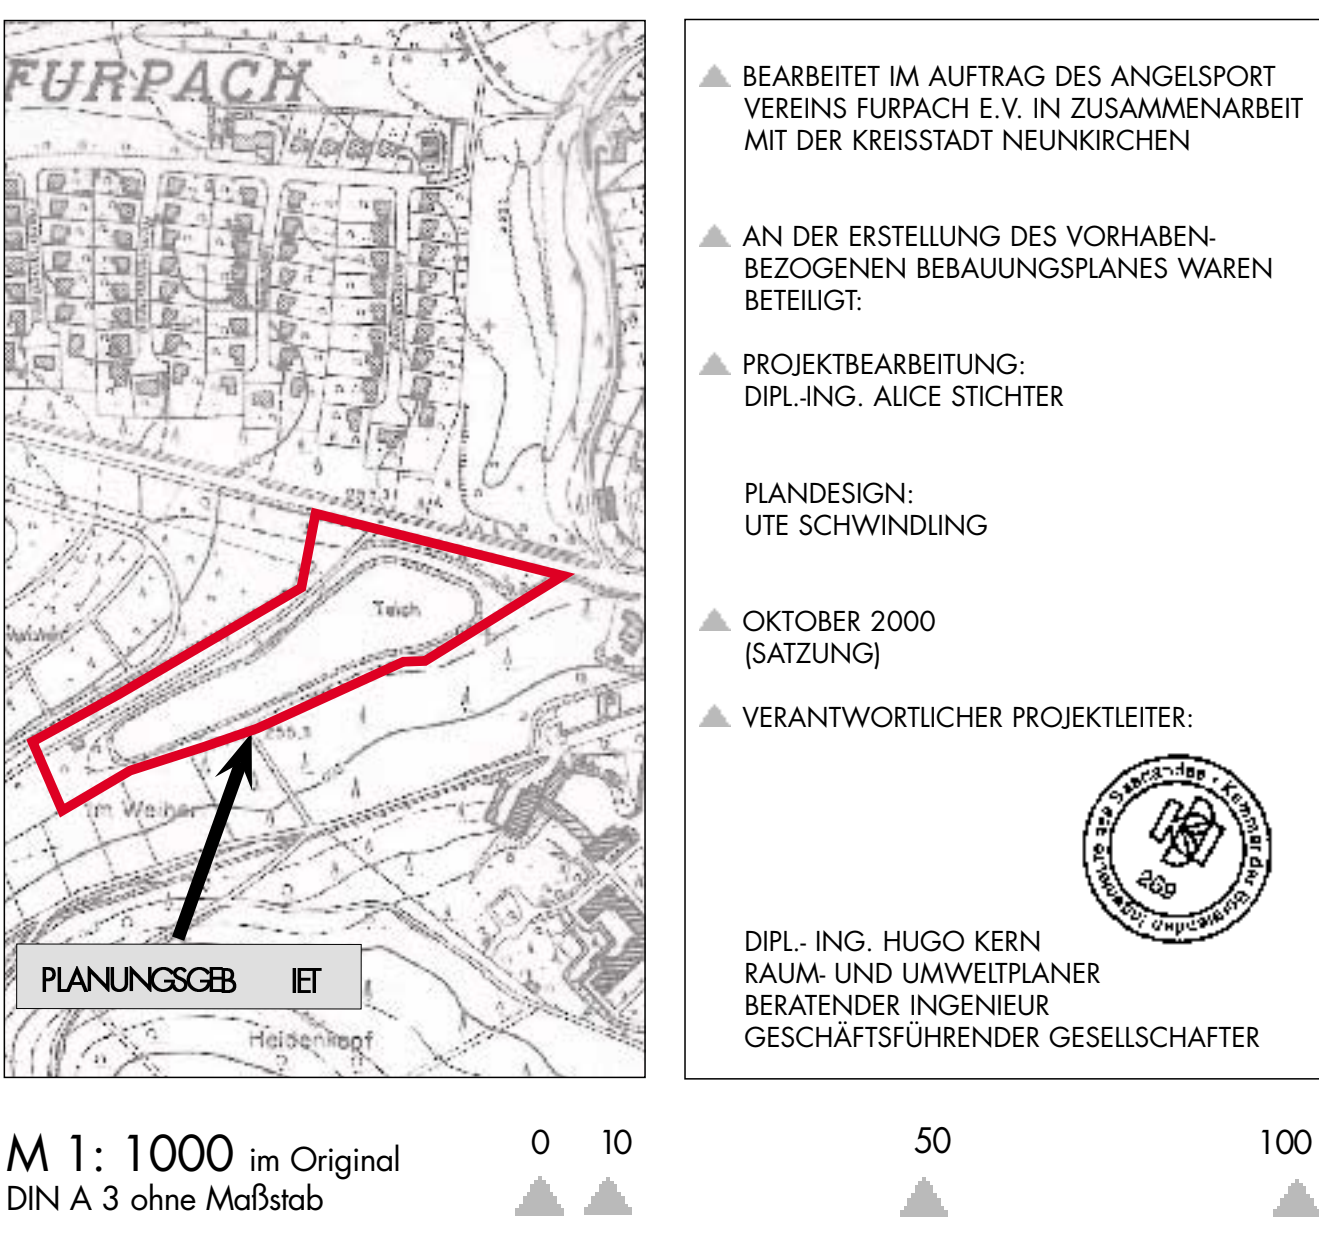 FURPACH
Teich
Im Weiher
PLANUNGSGEB IET
Heidenkopf
BEARBEITET IM AUFTRAG DES ANGELSPORT
VEREINS FURPACH E.V. IN ZUSAMMENARBEIT
MIT DER KREISSTADT NEUNKIRCHEN
AN DER ERSTELLUNG DES VORHABEN-
BEZOGENEN BEBAUUNGSPLANES WAREN
BETEILIGT:
PROJEKTBEARBEITUNG:
DIPL.-ING. ALICE STICHTER
PLANDESIGN:
UTE SCHWINDLING
OKTOBER 2000
(SATZUNG)
VERANTWORTLICHER PROJEKTLEITER:
269
DIPL.- ING. HUGO KERN
RAUM- UND UMWELTPLANER
BERATENDER INGENIEUR
GESCHÄFTSFÜHRENDER GESELLSCHAFTER
M 1: 1000 im Original
DIN A 3 ohne Maßstab
0 10 50 100